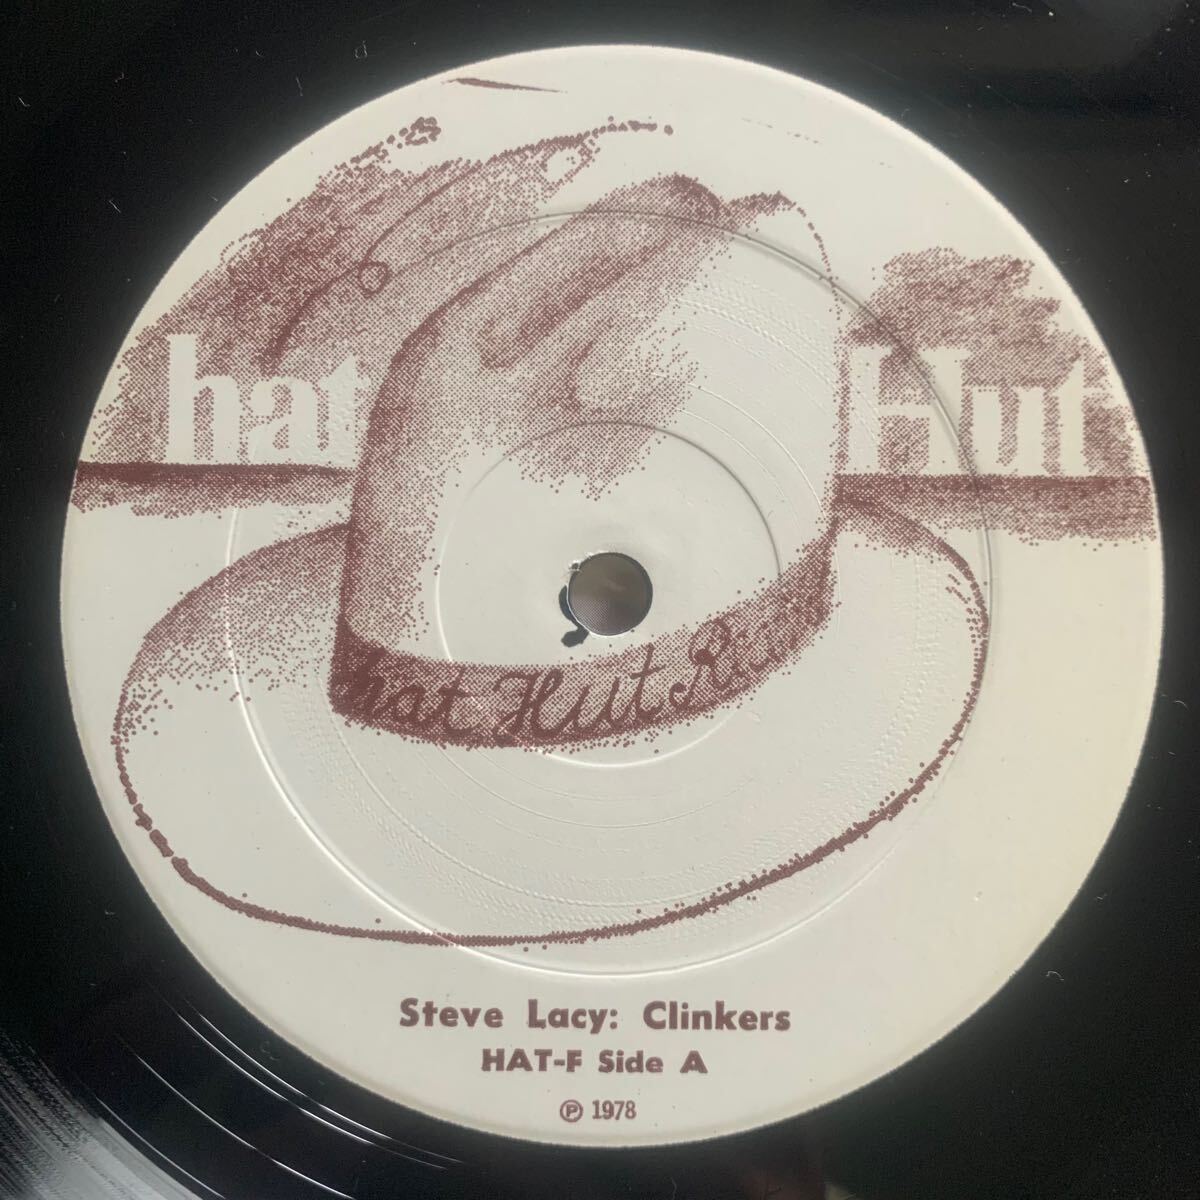 hat Hut
hat Hut
Steve Lacy: Clinkers
HAT-F Side A
℗ 1978